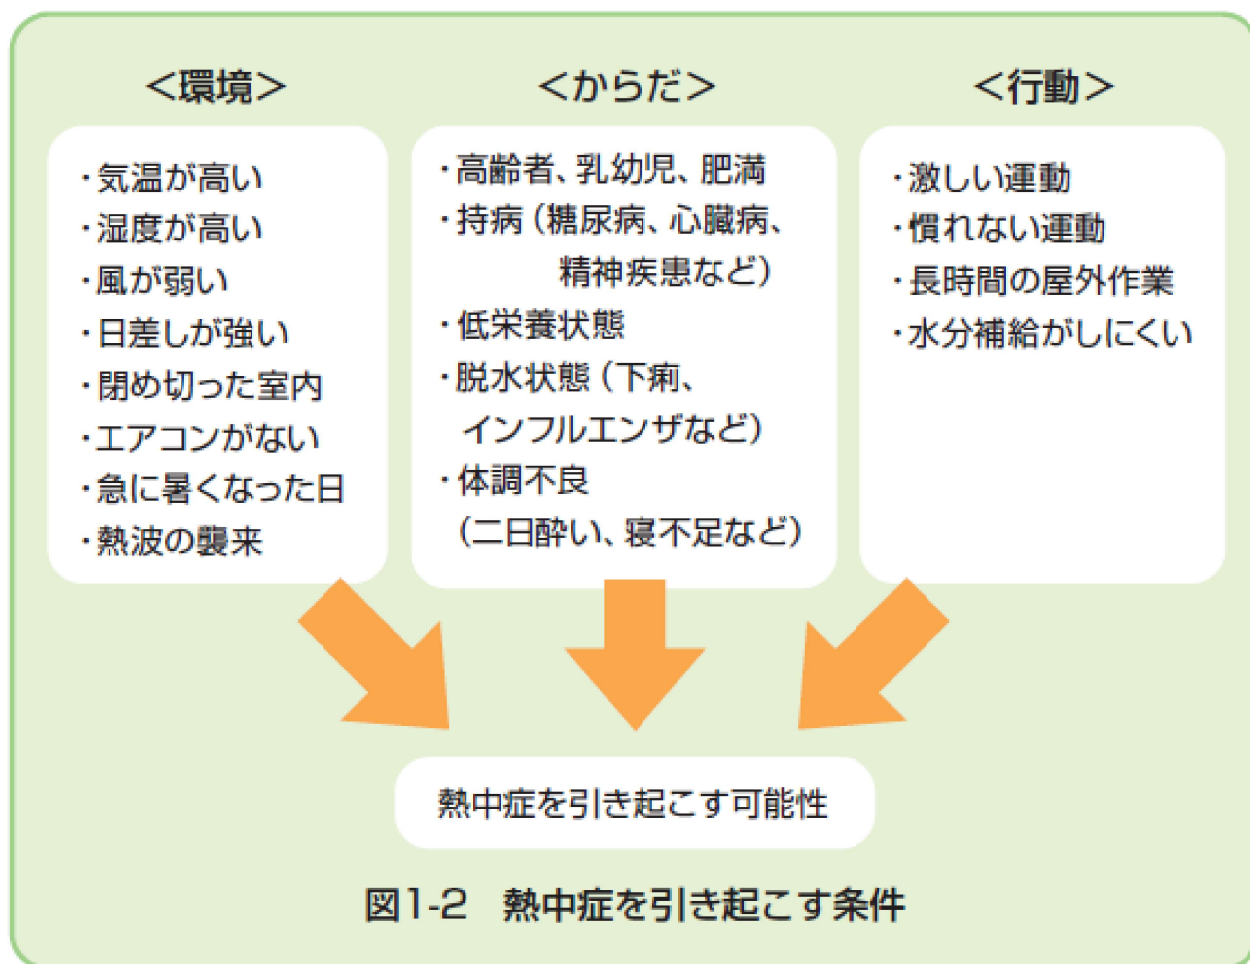 ＜環境＞
・気温が高い
・湿度が高い
・風が弱い
・日差しが強い
・閉め切った室内
・エアコンがない
・急に暑くなった日
・熱波の襲来
＜からだ＞
・高齢者、乳幼児、肥満
・持病（糖尿病、心臓病、
精神疾患など）
・低栄養状態
・脱水状態（下痢、
インフルエンザなど）
・体調不良
（二日酔い、寝不足など）
＜行動＞
・激しい運動
・慣れない運動
・長時間の屋外作業
・水分補給がしにくい
熱中症を引き起こす可能性
図1-2 熱中症を引き起こす条件